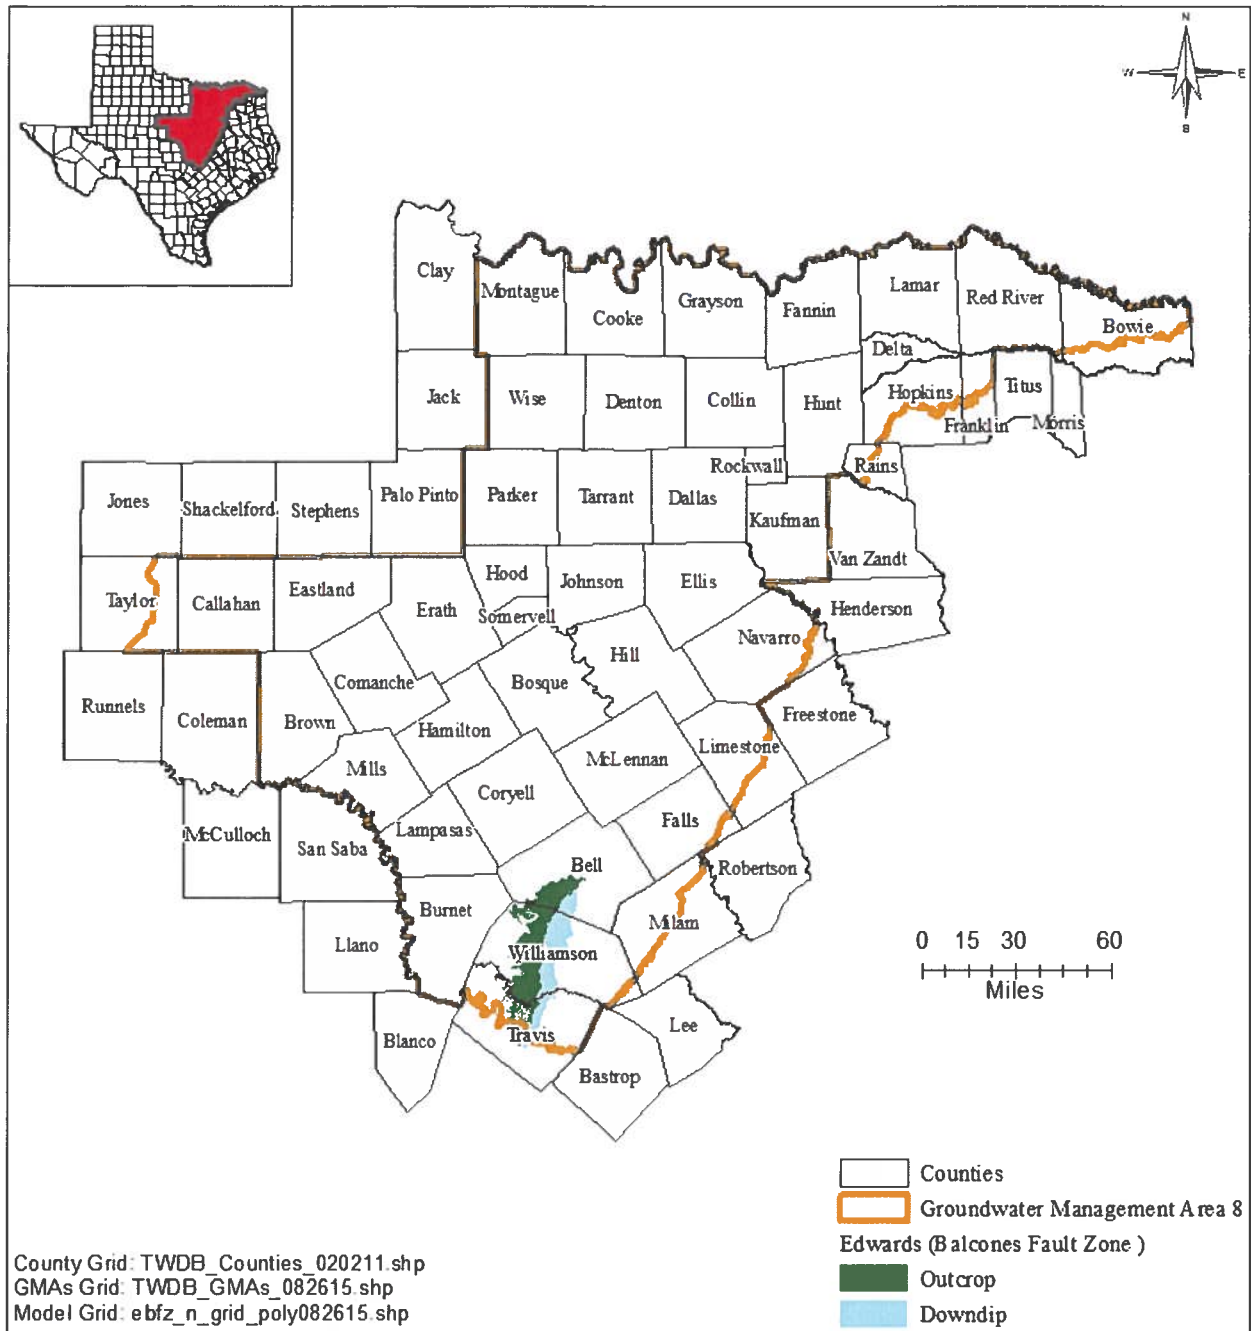 N
W E
S
Clay
Montague
Cooke
Grayson
Fannin
Lamar
Red River
Bowie
Delta
Jack
Wise
Denton
Collin
Hunt
Hopkins
Franklin
Titus
Morris
Rockwall
Rains
Jones
Shackelford
Stephens
Palo Pinto
Parker
Tarrant
Dallas
Kaufman
Van Zandt
Taylor
Callahan
Eastland
Erath
Hood
Somervell
Johnson
Ellis
Henderson
Navarro
Runnels
Coleman
Brown
Comanche
Hamilton
Bosque
Hill
Freestone
Limestone
McLennan
Mills
Coryell
Falls
McCulloch
San Saba
Lampasas
Bell
Robertson
Burnet
Milam
Llano
Williamson
Travis
Lee
Blanco
Bastrop
0 15 30 60
Miles
Counties
Groundwater Management Area 8
Edwards (Balcones Fault Zone )
Outcrop
Downdip
County Grid: TWDB_Counties_020211.shp
GMAs Grid: TWDB_GMAs_082615.shp
Model Grid: ebfz_n_grid_poly082615.shp